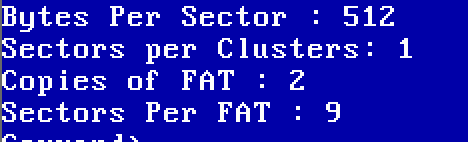 Bytes Per Sector : 512
Sectors per Clusters: 1
Copies of FAT : 2
Sectors Per FAT : 9